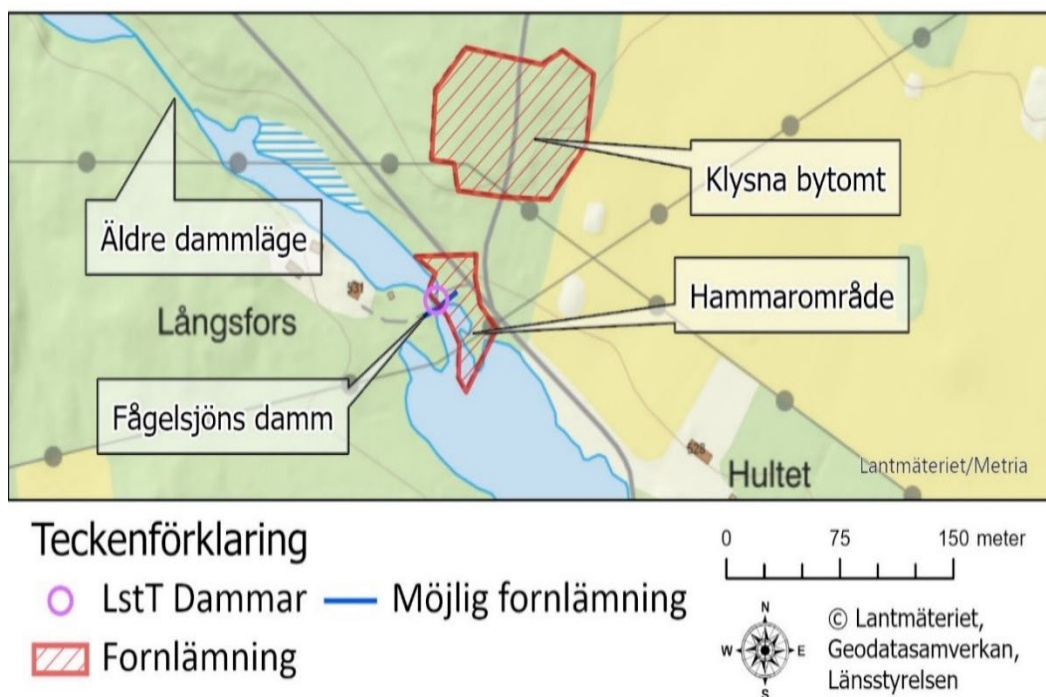 Klysna bytomt
Äldre dammläge
Hammarområde
531
Långsfors
Fågelsjöns damm
528
Hultet
Lantmäteriet/Metria
Teckenförklaring
LstT Dammar
Möjlig fornlämning
Fornlämning
0 75 150 meter
N
W E
S
© Lantmäteriet,
Geodatasamverkan,
Länsstyrelsen